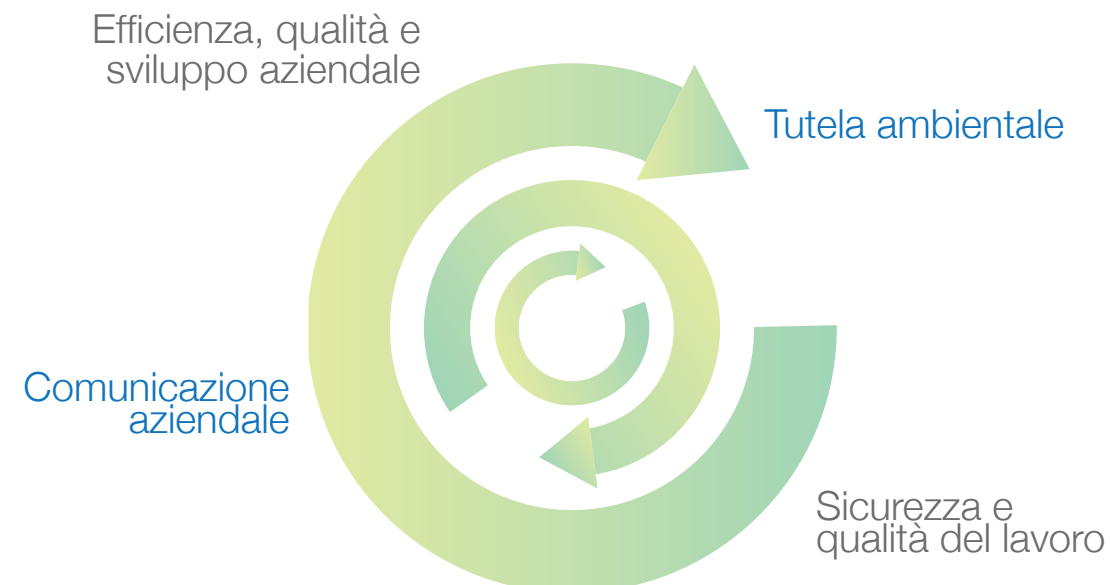 Efficienza, qualità e
sviluppo aziendale
Tutela ambientale
Comunicazione
aziendale
Sicurezza e
qualità del lavoro